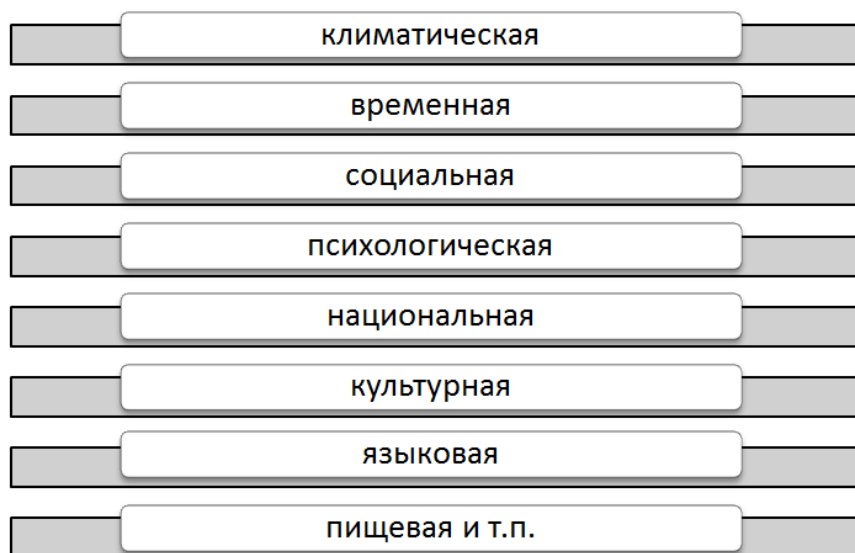 климатическая
временная
социальная
психологическая
национальная
культурная
языковая
пищевая и т.п.